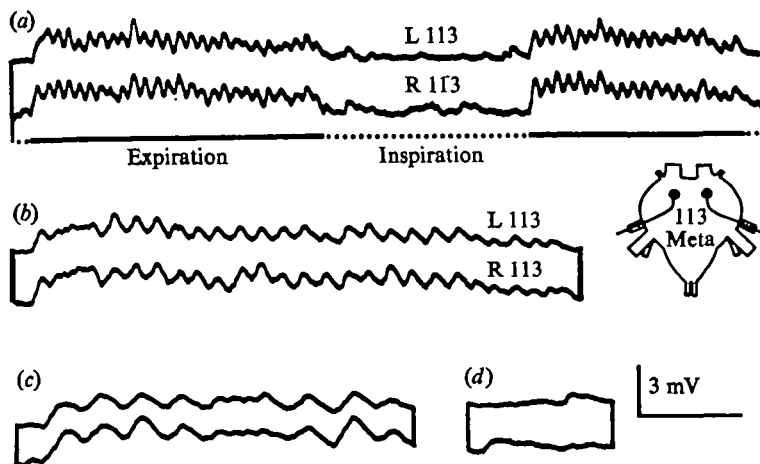 (a)
L 113
R 113
Expiration
Inspiration
(b)
L 113
R 113
113
Meta
(c)
(d)
3 mV